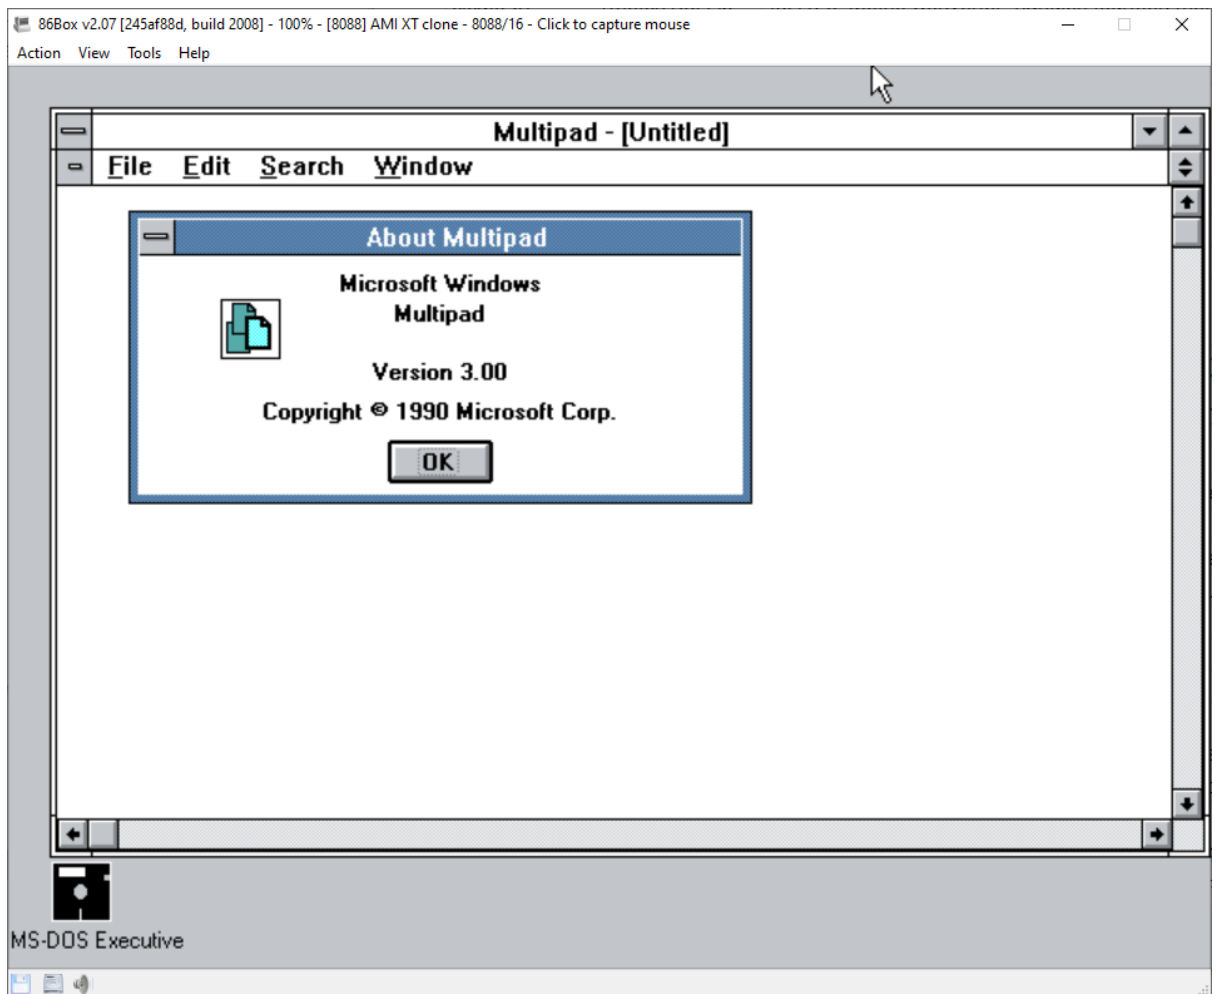 86Box v2.07 [245af88d, build 2008] - 100% - [8088] AMI XT clone - 8088/16 - Click to capture mouse
Action View Tools Help
Multipad - [Untitled]
File Edit Search Window
About Multipad
Microsoft Windows
Multipad
Version 3.00
Copyright © 1990 Microsoft Corp.
OK
MS-DOS Executive